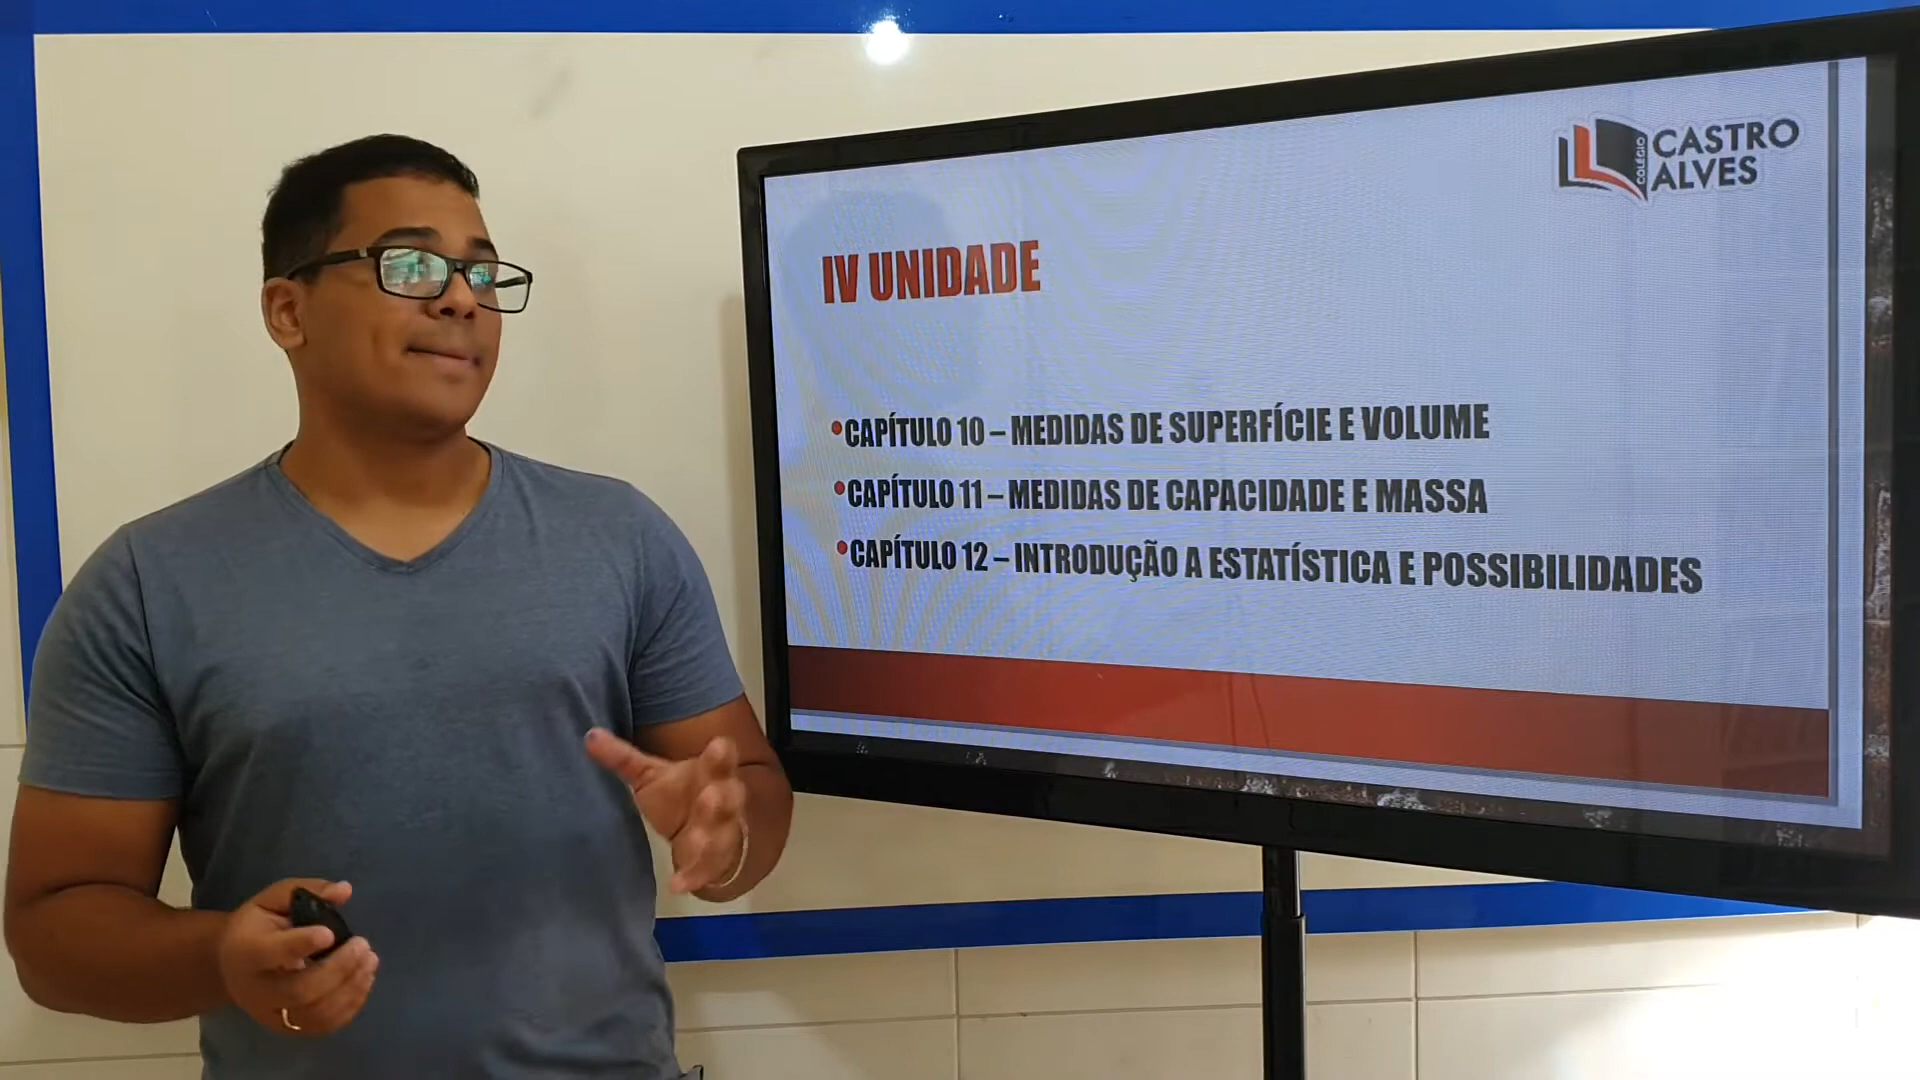 COLÉGIO
CASTRO
ALVES
IV UNIDADE
•CAPÍTULO 10 – MEDIDAS DE SUPERFÍCIE E VOLUME
•CAPÍTULO 11 – MEDIDAS DE CAPACIDADE E MASSA
•CAPÍTULO 12 – INTRODUÇÃO A ESTATÍSTICA E POSSIBILIDADES